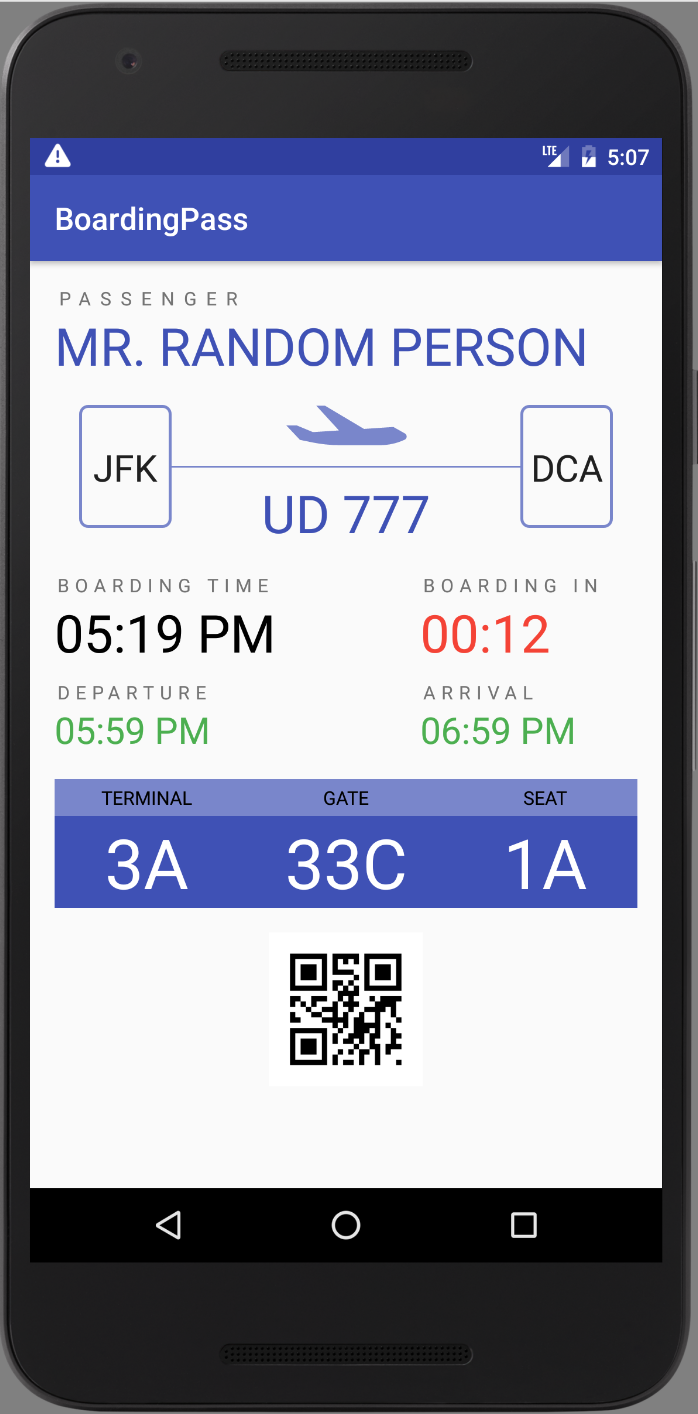 LTE 5:07
BoardingPass
PASSENGER
MR. RANDOM PERSON
JFK DCA
UD 777
BOARDING TIME BOARDING IN
05:19 PM 00:12
DEPARTURE ARRIVAL
05:59 PM 06:59 PM
TERMINAL GATE SEAT
3A 33C 1A